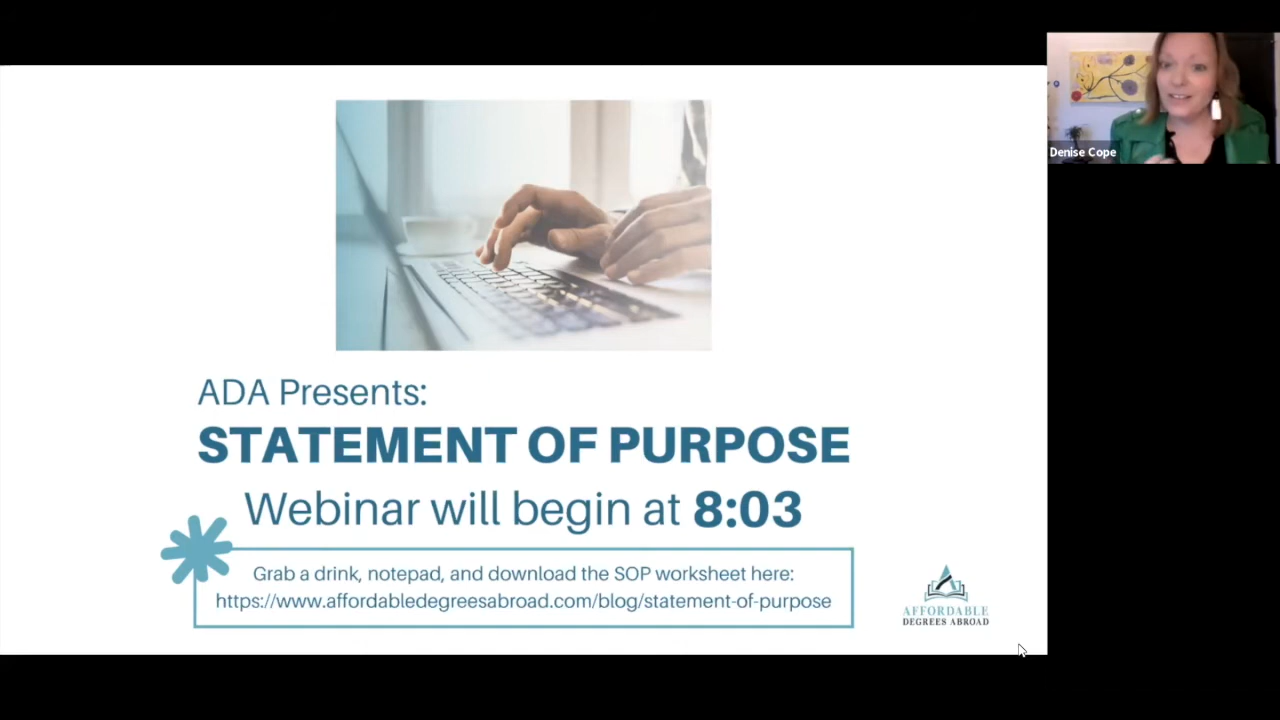 Denise Cope
ADA Presents:
STATEMENT OF PURPOSE
Webinar will begin at 8:03
Grab a drink, notepad, and download the SOP worksheet here:
https://www.affordabledegreesabroad.com/blog/statement-of-purpose
AFFORDABLE
DEGREES ABROAD